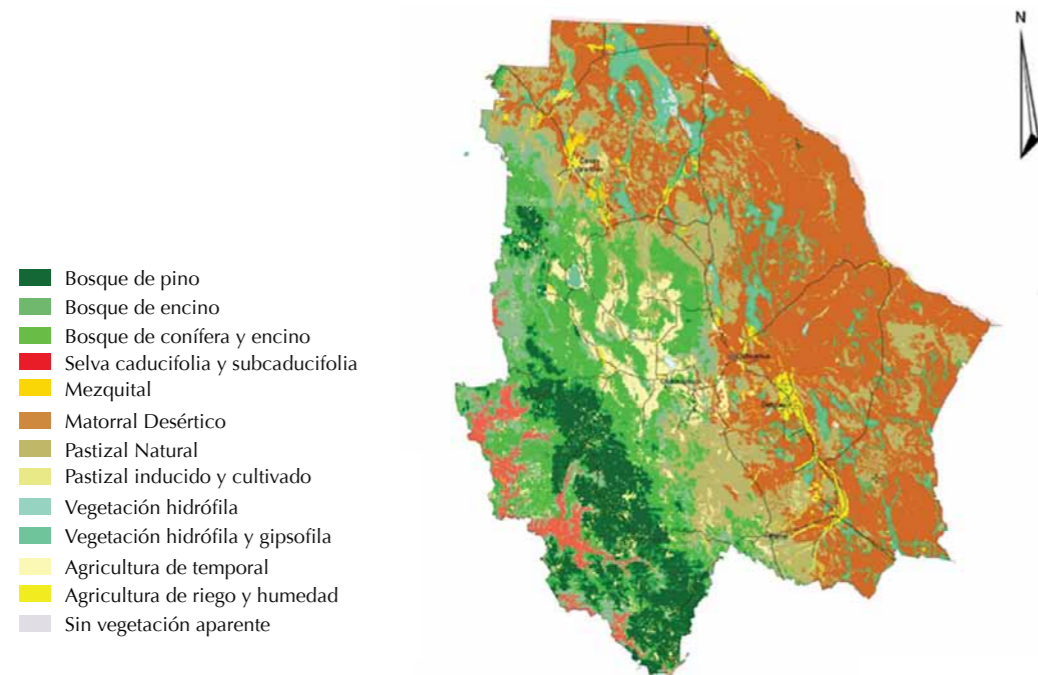 N
Bosque de pino
Bosque de encino
Bosque de conífera y encino
Selva caducifolia y subcaducifolia
Mezquital
Matorral Desértico
Pastizal Natural
Pastizal inducido y cultivado
Vegetación hidrófila
Vegetación hidrófila y gipsofila
Agricultura de temporal
Agricultura de riego y humedad
Sin vegetación aparente